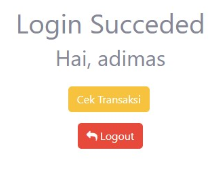 Login Succeded
Hai, adimas
Cek Transaksi
Logout